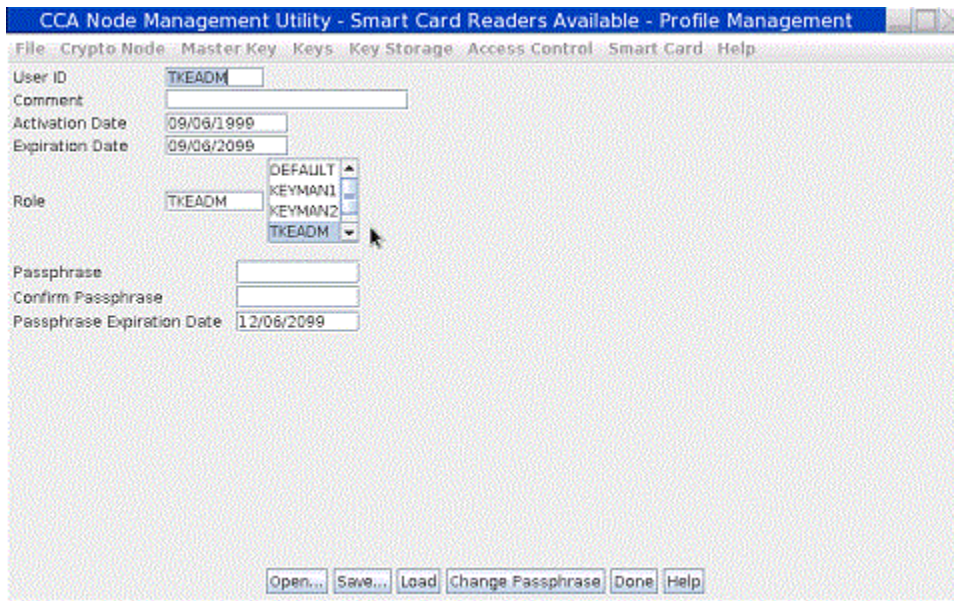 CCA Node Management Utility - Smart Card Readers Available - Profile Management
File Crypto Node Master Key Keys Key Storage Access Control Smart Card Help
User ID TKEADM
Comment
Activation Date 09/06/1999
Expiration Date 09/06/2099
DEFAULT
KEYMAN1
Role TKEADM
KEYMAN2
TKEADM
Passphrase
Confirm Passphrase
Passphrase Expiration Date 12/06/2099
Open... Save... Load Change Passphrase Done Help